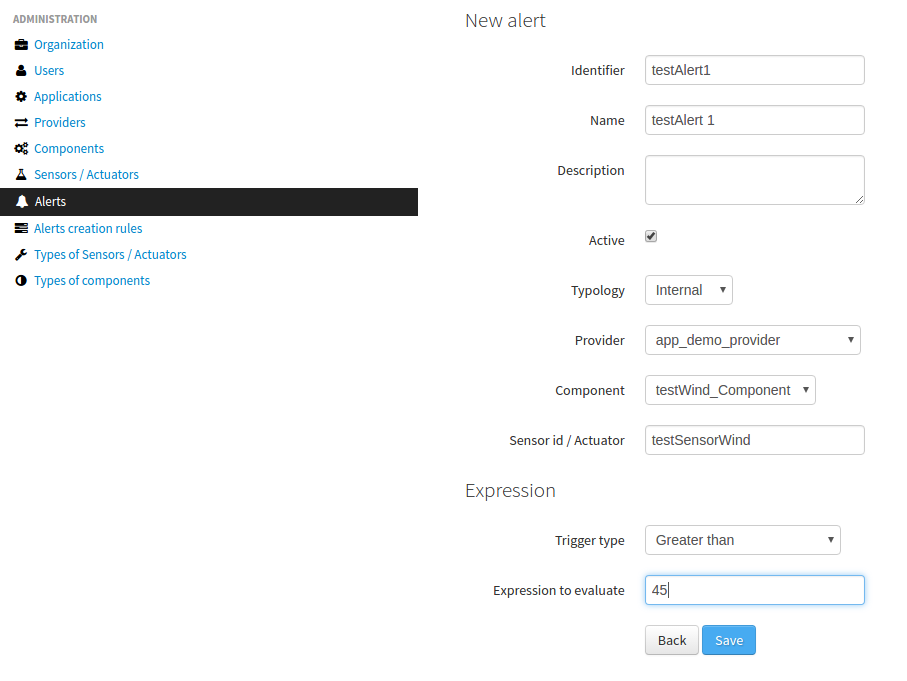 ADMINISTRATION
Organization
Users
Applications
Providers
Components
Sensors / Actuators
Alerts
Alerts creation rules
Types of Sensors / Actuators
Types of components
New alert
Identifier testAlert1
Name testAlert 1
Description
Active
Typology Internal
Provider app_demo_provider
Component testWind_Component
Sensor id / Actuator testSensorWind
Expression
Trigger type Greater than
Expression to evaluate 45
Back Save